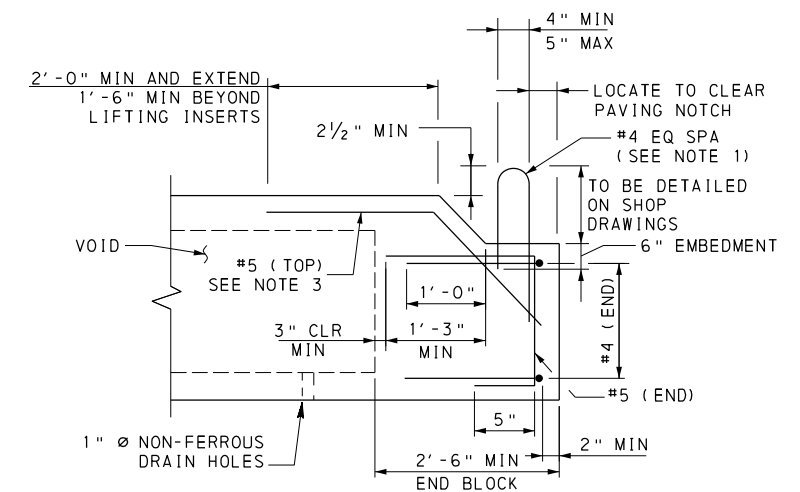 4" MIN
5" MAX
2'-0" MIN AND EXTEND
1'-6" MIN BEYOND
LIFTING INSERTS
LOCATE TO CLEAR
PAVING NOTCH
2½" MIN
#4 EQ SPA
(SEE NOTE 1)
TO BE DETAILED
ON SHOP
DRAWINGS
VOID
6" EMBEDMENT
#5 (TOP)
SEE NOTE 3
1'-0"
#4 (END)
3" CLR
MIN
1'-3"
MIN
#5 (END)
5"
1" Ø NON-FERROUS
DRAIN HOLES
2" MIN
2'-6" MIN
END BLOCK